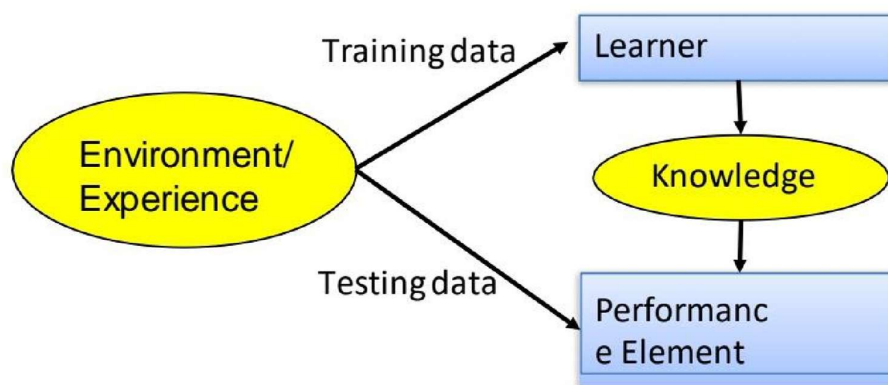 Training data
Learner
Environment/
Experience
Knowledge
Testing data
Performanc
e Element